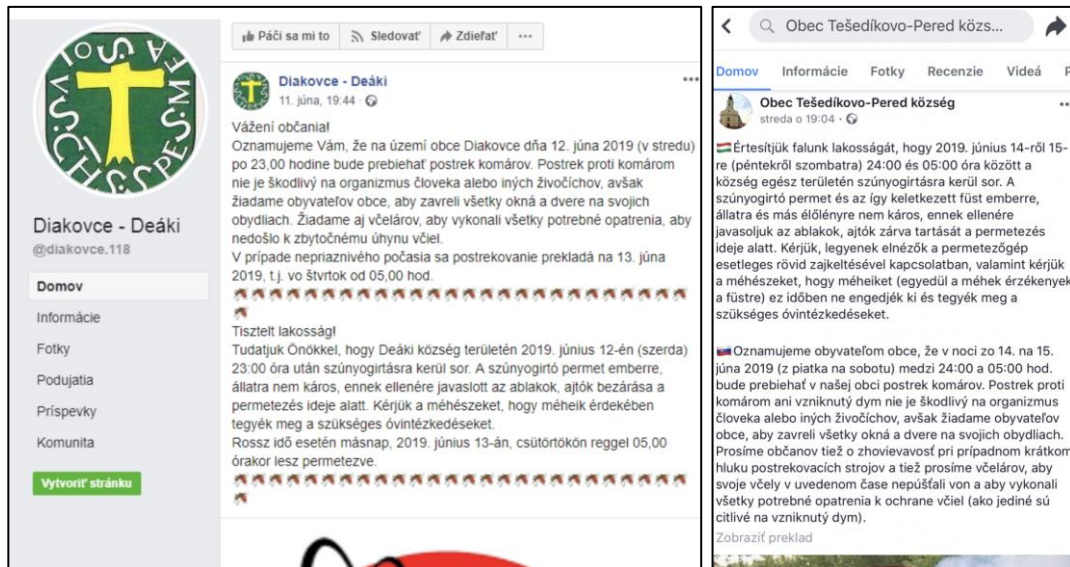 SOUS A MEA
SPES
VSCH. S.
Diakovce - Deáki
@diakovce.118
Domov
Informácie
Fotky
Podujatia
Príspevky
Komunita
Vytvoriť stránku
Páči sa mi to
Sledovať
Zdieľať
Diakovce - Deáki
11. júna, 19:44
Vážení občania!
Oznamujeme Vám, že na území obce Diakovce dňa 12. júna 2019 (v stredu)
po 23,00 hodine bude prebiehať postrek komárov. Postrek proti komárom
nie je škodlivý na organizmus človeka alebo iných živočíchov, avšak
žiadame obyvateľov obce, aby zavreli všetky okná a dvere na svojich
obydliach. Žiadame aj včelárov, aby vykonali všetky potrebné opatrenia, aby
nedošlo k zbytočnému úhynu včiel.
V prípade nepriaznivého počasia sa postrekovanie prekladá na 13. júna
2019, t.j. vo štvrtok od 05,00 hod.
Tisztelt lakosság!
Tudatjuk Önökkel, hogy Deáki község területén 2019. június 12-én (szerda)
23:00 óra után szúnyogirtásra kerül sor. A szúnyogirtó permet emberre,
állatra nem káros, ennek ellenére javaslott az ablakok, ajtók bezárása a
permetezés ideje alatt. Kérjük a méhészeket, hogy méheik érdekében
tegyék meg a szükséges óvintézkedéseket.
Rossz idő esetén másnap, 2019. június 13-án, csütörtökön reggel 05,00
órakor lesz permetezve.
Obec Tešedíkovo-Pered közs...
Domov
Informácie
Fotky
Recenzie
Videá
P
Obec Tešedíkovo-Pered község
streda o 19:04
Értesítjük falunk lakosságát, hogy 2019. június 14-ről 15-
re (péntekről szombatra) 24:00 és 05:00 óra között a
község egész területén szúnyogirtásra kerül sor. A
szúnyogirtó permet és az így keletkezett füst emberre,
állatra és más élőlényre nem káros, ennek ellenére
javasoljuk az ablakok, ajtók zárva tartását a permetezés
ideje alatt. Kérjük, legyenek elnézők a permetezőgép
esetleges rövid zajkeltésével kapcsolatban, valamint kérjük
a méhészeket, hogy méheiket (egyedül a méhek érzékenyek
a füstre) ez időben ne engedjék ki és tegyék meg a
szükséges óvintézkedéseket.
Oznamujeme obyvateľom obce, že v noci zo 14. na 15.
júna 2019 (z piatka na sobotu) medzi 24:00 a 05:00 hod.
bude prebiehať v našej obci postrek komárov. Postrek proti
komárom ani vzniknutý dym nie je škodlivý na organizmus
človeka alebo iných živočíchov, avšak žiadame obyvateľov
obce, aby zavreli všetky okná a dvere na svojich obydliach.
Prosíme občanov tiež o zhovievavosť pri prípadnom krátkom
hluku postrekovacích strojov a tiež prosíme včelárov, aby
svoje včely v uvedenom čase nepúšťali von a aby vykonali
všetky potrebné opatrenia k ochrane včiel (ako jediné sú
citlivé na vzniknutý dym).
Zobraziť preklad